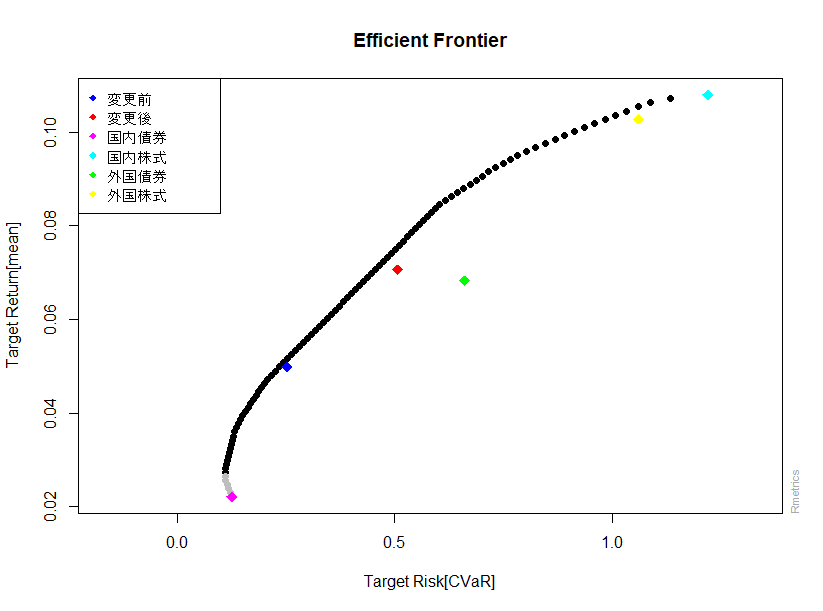 Efficient Frontier
変更前
変更後
国内債券
国内株式
外国債券
外国株式
Target Return[mean]
0.10
0.08
0.06
0.04
0.02
0.0
0.5
1.0
Target Risk[CVaR]
Rmetrics